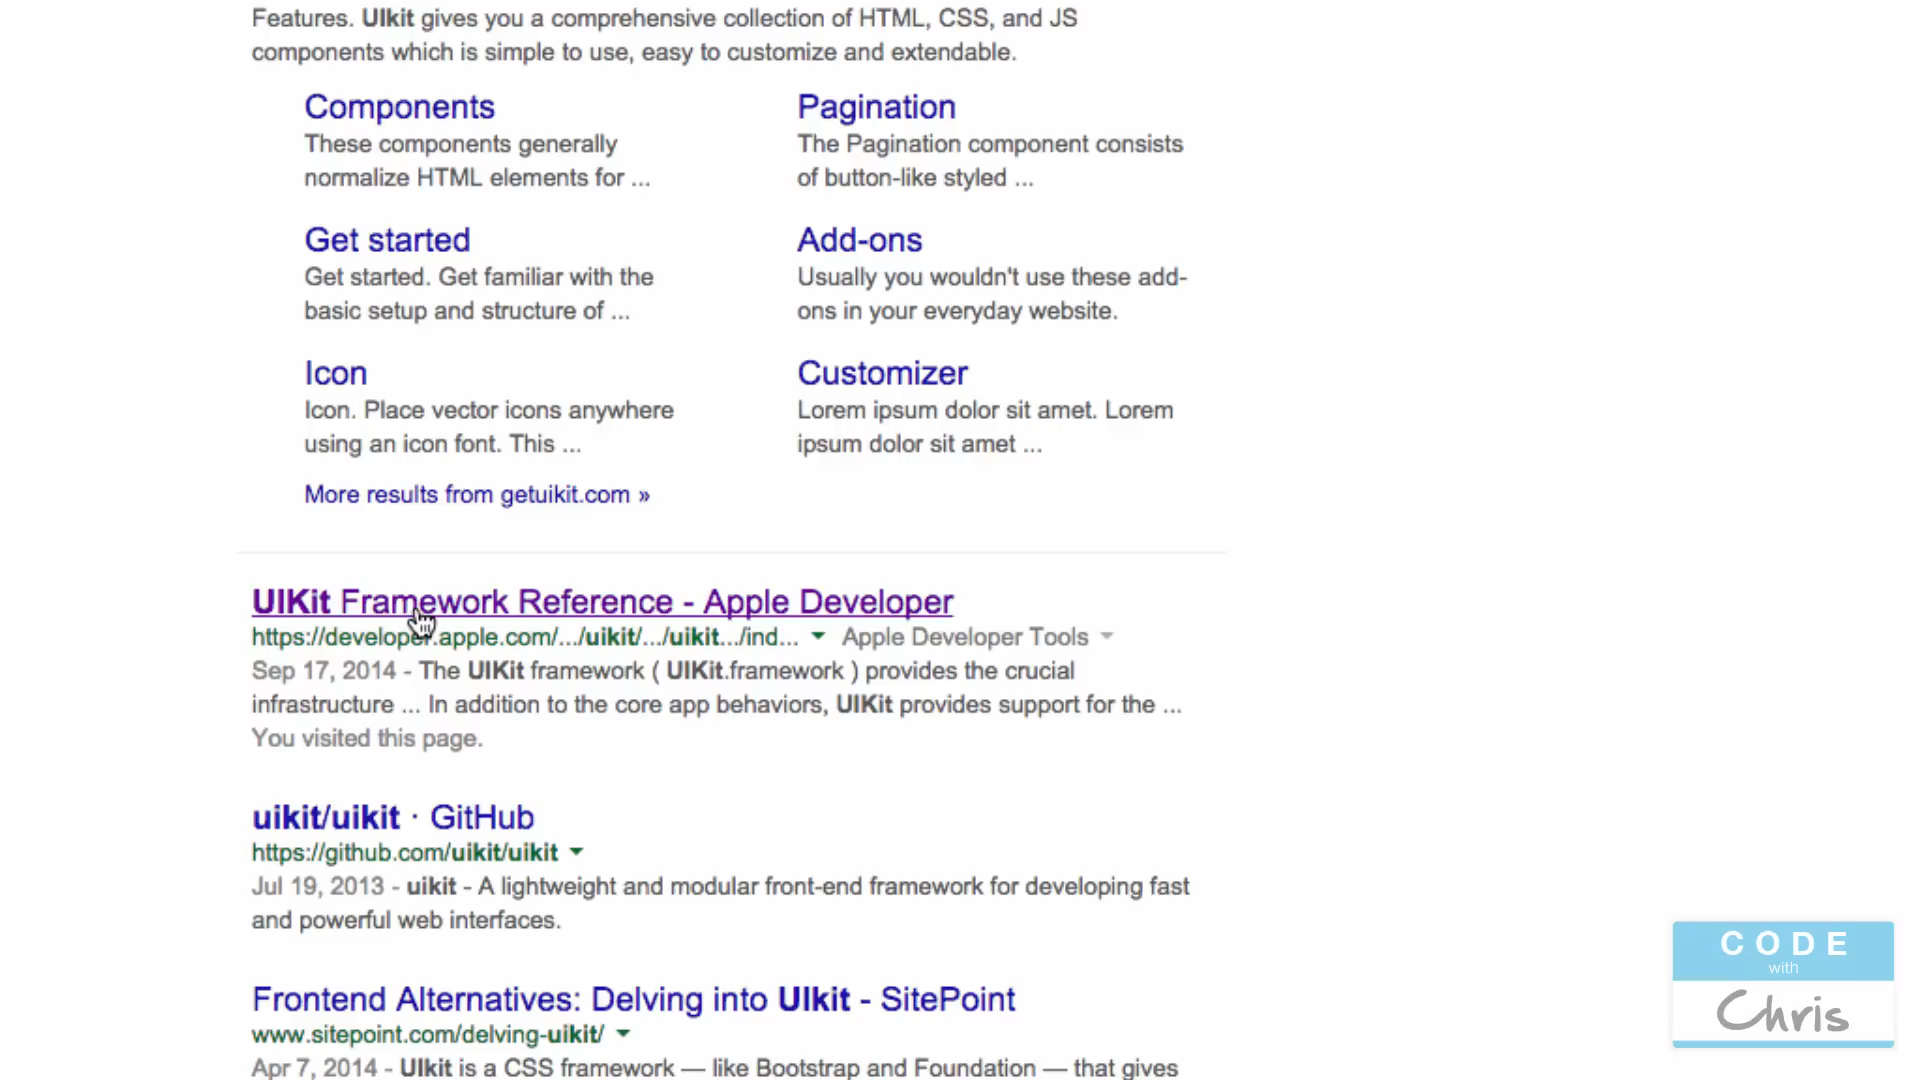 Features. UIkit gives you a comprehensive collection of HTML, CSS, and JS
components which is simple to use, easy to customize and extendable.
Components
These components generally
normalize HTML elements for ...
Pagination
The Pagination component consists
of button-like styled ...
Get started
Get started. Get familiar with the
basic setup and structure of ...
Add-ons
Usually you wouldn't use these add-
ons in your everyday website.
Icon
Icon. Place vector icons anywhere
using an icon font. This ...
Customizer
Lorem ipsum dolor sit amet. Lorem
ipsum dolor sit amet ...
More results from getuikit.com »
UIKit Framework Reference - Apple Developer
https://developer.apple.com/.../uikit/.../uikit.../ind... Apple Developer Tools
Sep 17, 2014 - The UIKit framework ( UIKit.framework ) provides the crucial
infrastructure ... In addition to the core app behaviors, UIKit provides support for the ...
You visited this page.
uikit/uikit · GitHub
https://github.com/uikit/uikit
Jul 19, 2013 - uikit - A lightweight and modular front-end framework for developing fast
and powerful web interfaces.
Frontend Alternatives: Delving into UIkit - SitePoint
www.sitepoint.com/delving-uikit/
Apr 7, 2014 - UIkit is a CSS framework — like Bootstrap and Foundation — that gives
CODE
with
Chris